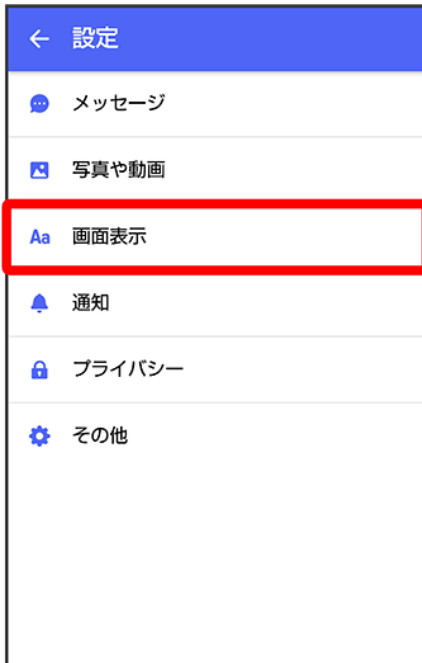 設定
メッセージ
写真や動画
Aa 画面表示
通知
プライバシー
その他